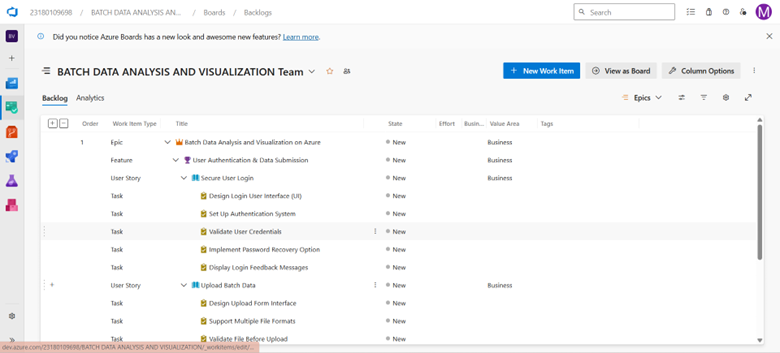 23180109698 / BATCH DATA ANALYSIS AN... / Boards / Backlogs Search M
BV Did you notice Azure Boards has a new look and awesome new features? Learn more.
BATCH DATA ANALYSIS AND VISUALIZATION Team New Work Item View as Board Column Options
Backlog Analytics Epics
Order Work Item Type Title State Effort Busin... Value Area Tags
1 Epic Batch Data Analysis and Visualization on Azure New Business
Feature User Authentication & Data Submission New Business
User Story Secure User Login New Business
Task Design Login User Interface (UI) New
Task Set Up Authentication System New
Task Validate User Credentials New
Task Implement Password Recovery Option New
Task Display Login Feedback Messages New
User Story Upload Batch Data New Business
Task Design Upload Form Interface New
Task Support Multiple File Formats New
Task Validate File Before Upload New
dev.azure.com/23180109698/BATCH DATA ANALYSIS AND VISUALIZATION/_workitems/edit/...